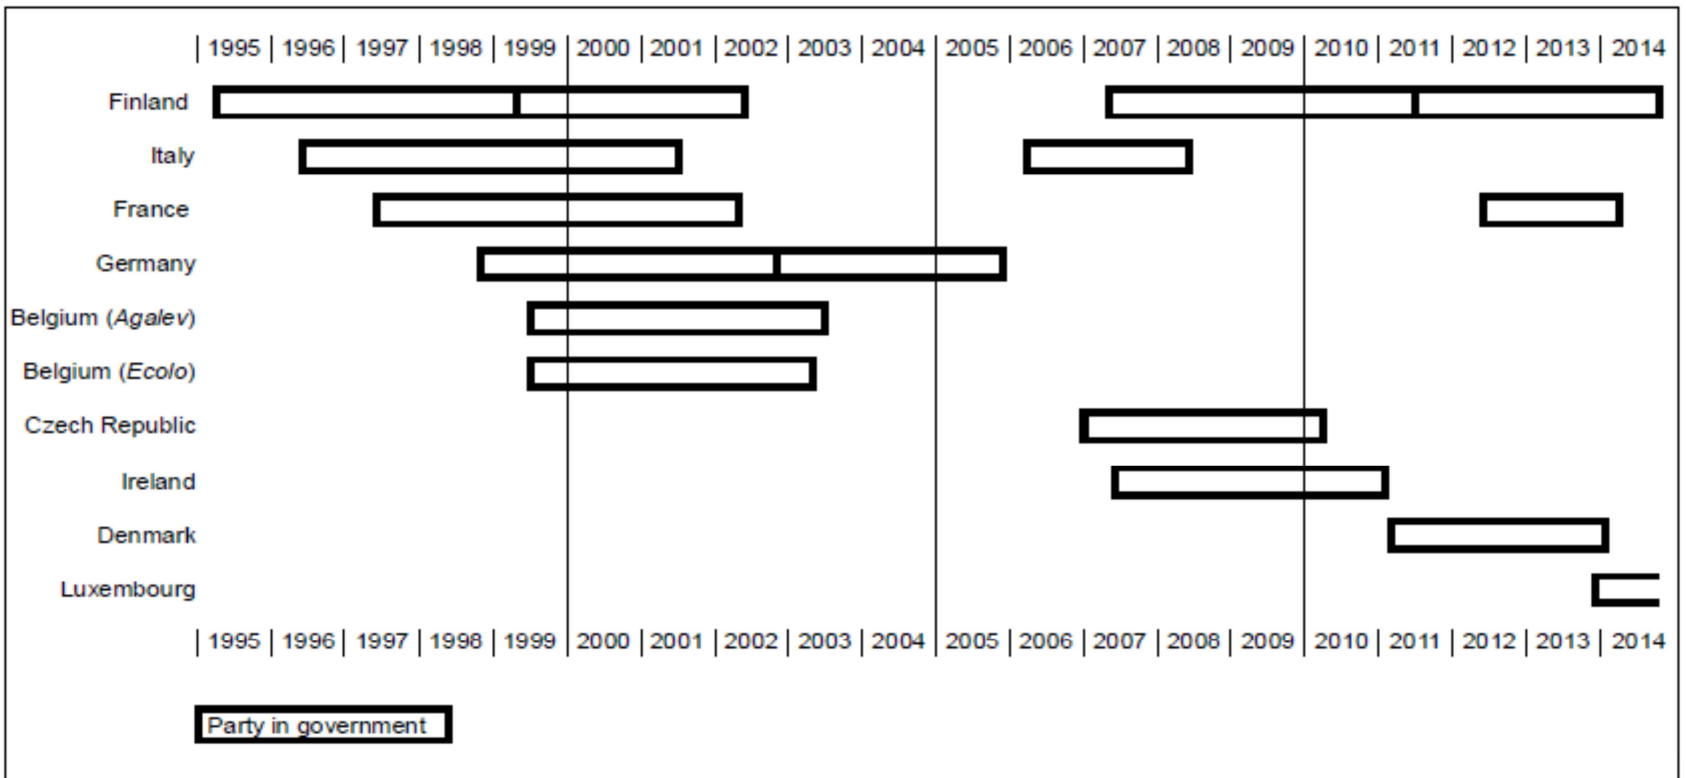 1995 1996 1997 1998 1999 2000 2001 2002 2003 2004 2005 2006 2007 2008 2009 2010 2011 2012 2013 2014
Finland
Italy
France
Germany
Belgium (Agalev)
Belgium (Ecolo)
Czech Republic
Ireland
Denmark
Luxembourg
1995 1996 1997 1998 1999 2000 2001 2002 2003 2004 2005 2006 2007 2008 2009 2010 2011 2012 2013 2014
Party in government